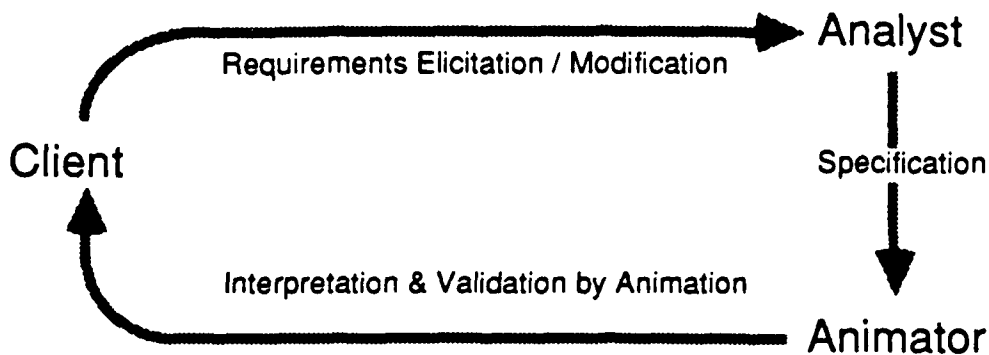 Analyst
Requirements Elicitation / Modification
Client
Specification
Interpretation & Validation by Animation
Animator